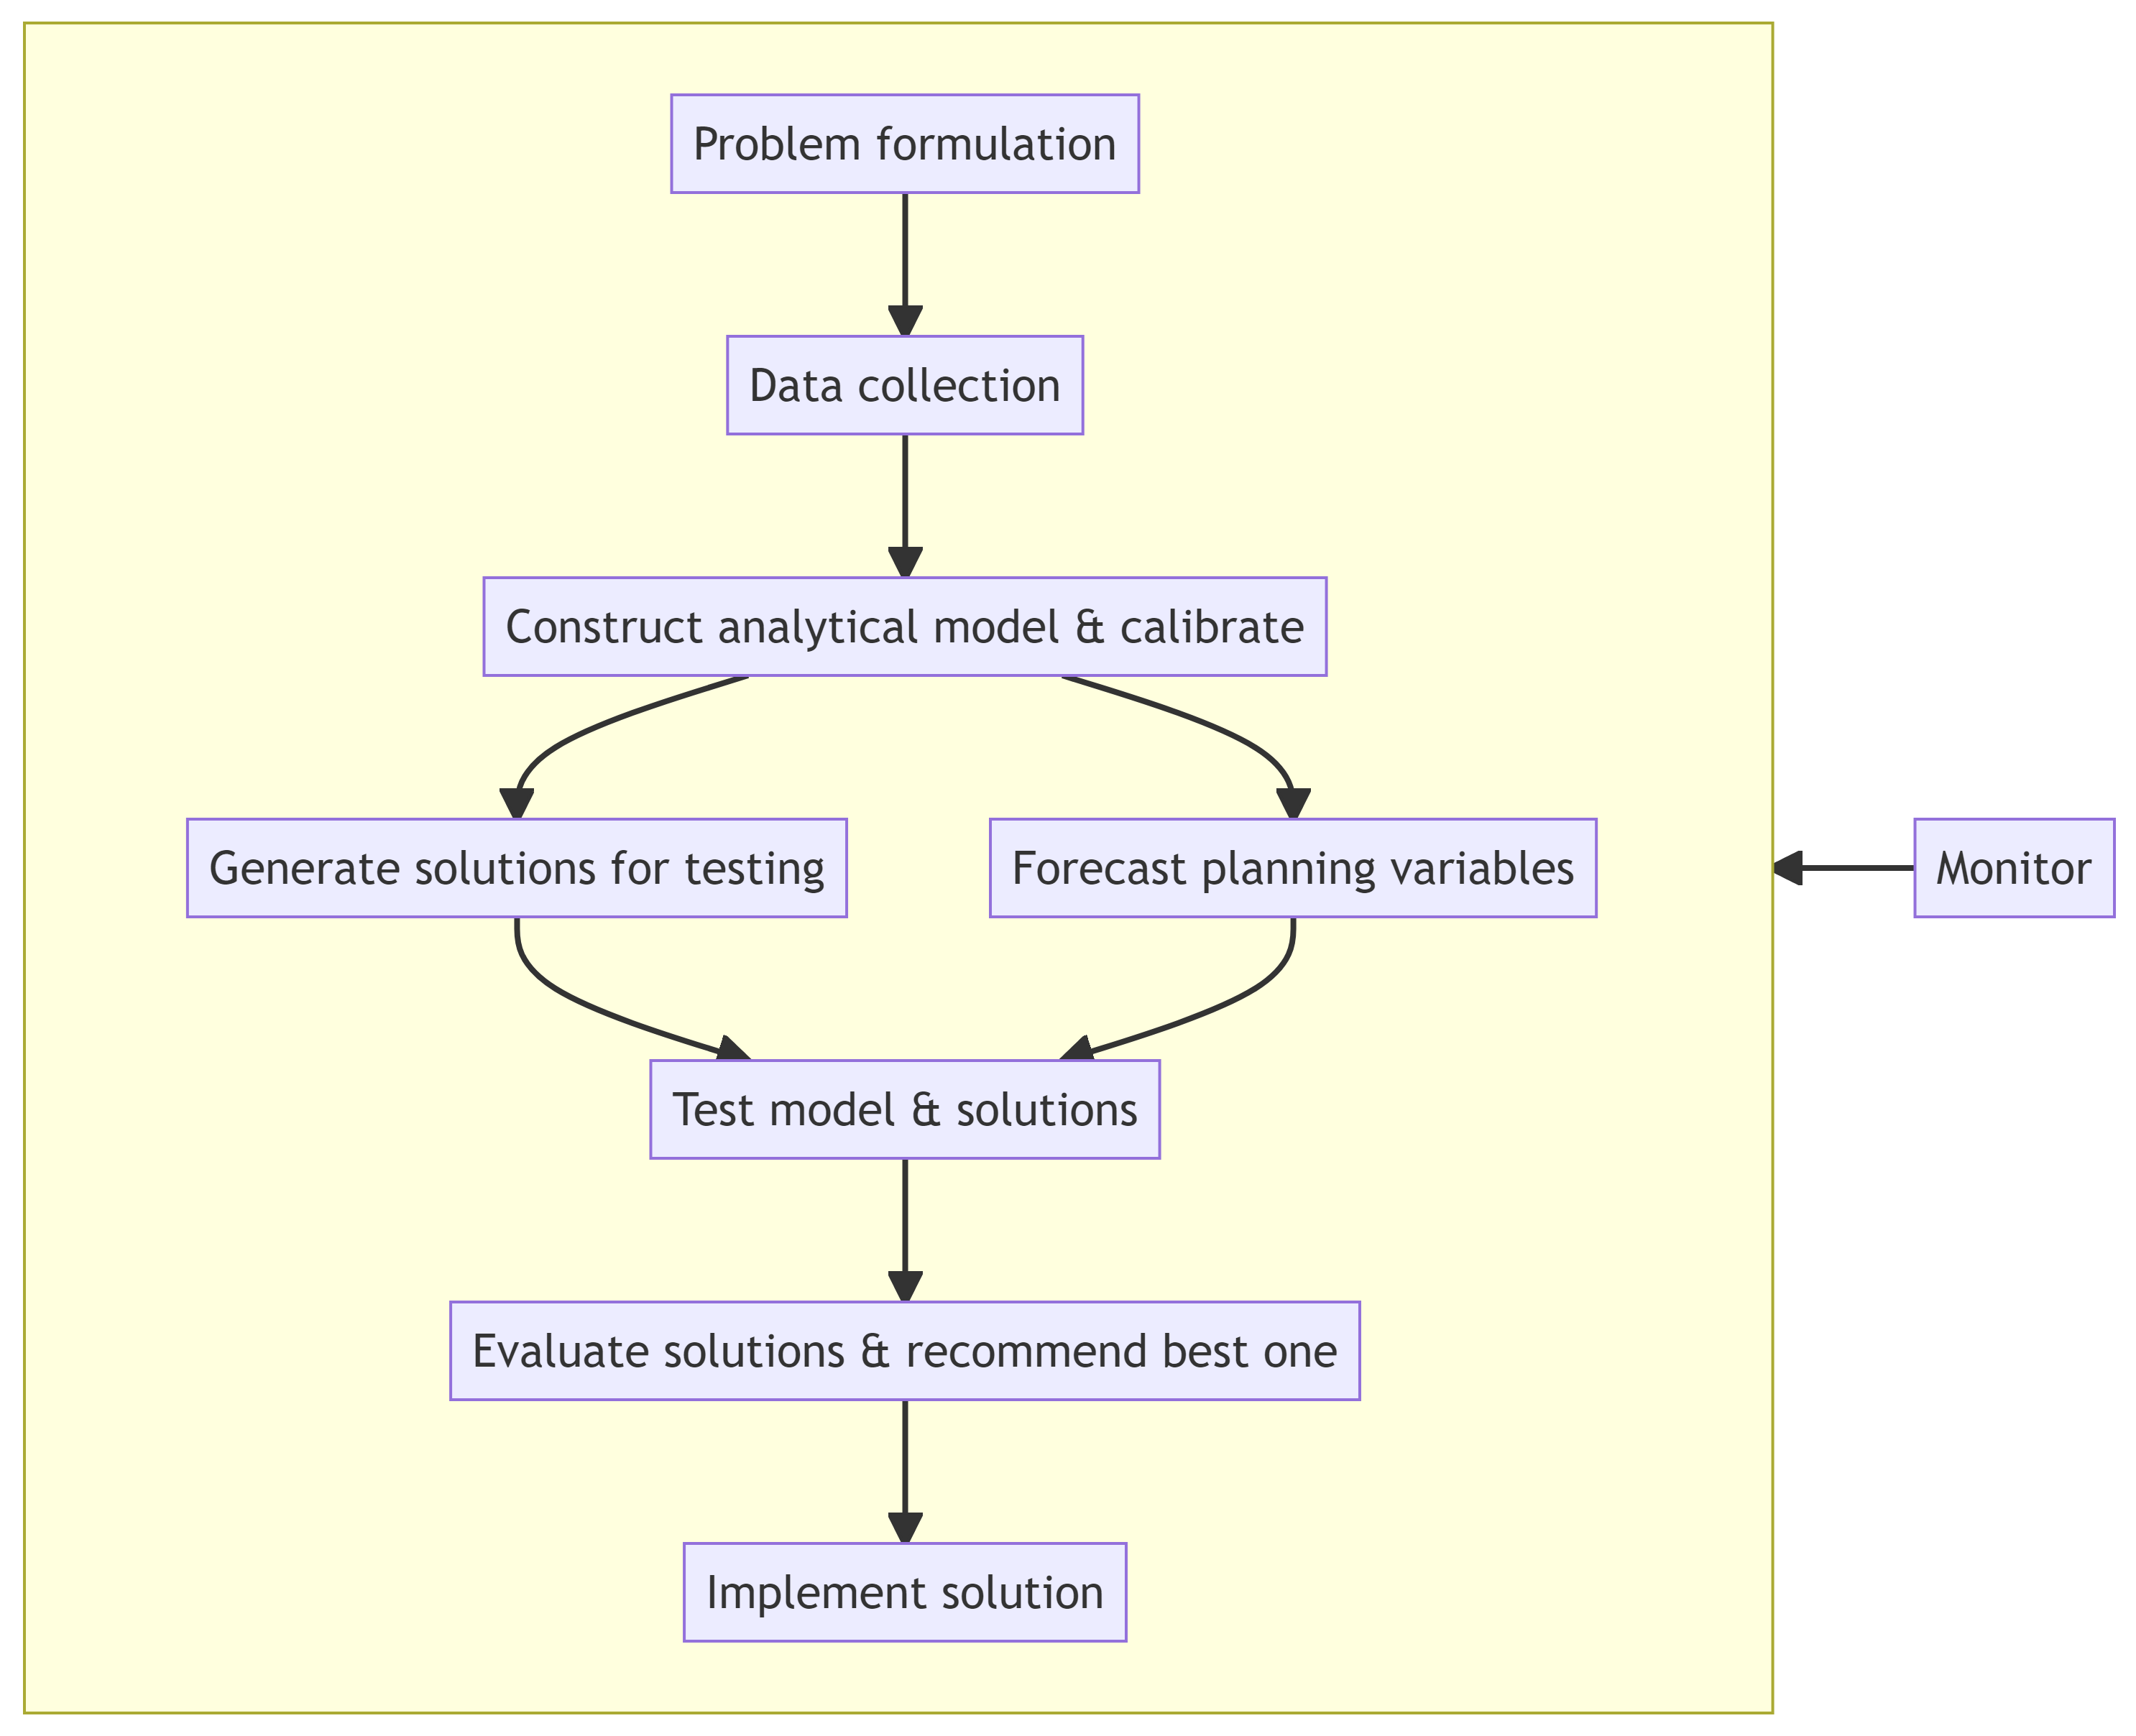 Problem formulation
Data collection
Construct analytical model & calibrate
Generate solutions for testing
Forecast planning variables
Monitor
Test model & solutions
Evaluate solutions & recommend best one
Implement solution